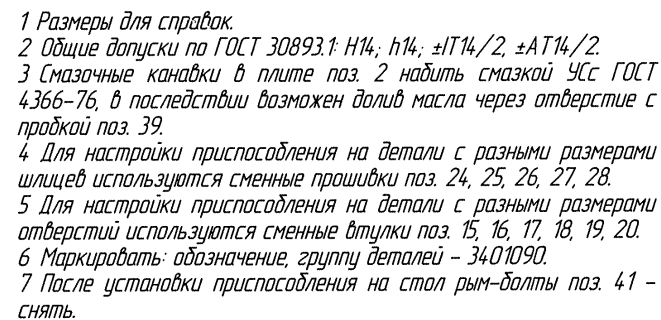 1 Размеры для справок.
2 Общие допуски по ГОСТ 30893.1: H14; h14; ±IT14/2, ±AT14/2.
3 Смазочные канавки в плите поз. 2 набить смазкой УСс ГОСТ
4366-76, в последствии возможен долив масла через отверстие с
пробкой поз. 39.
4 Для настройки приспособления на детали с разными размерами
шлицев используются сменные прошивки поз. 24, 25, 26, 27, 28.
5 Для настройки приспособления на детали с разными размерами
отверстий используются сменные втулки поз. 15, 16, 17, 18, 19, 20.
6 Маркировать: обозначение, группу деталей - 3401090.
7 После установки приспособления на стол рым-болты поз. 41 -
снять.